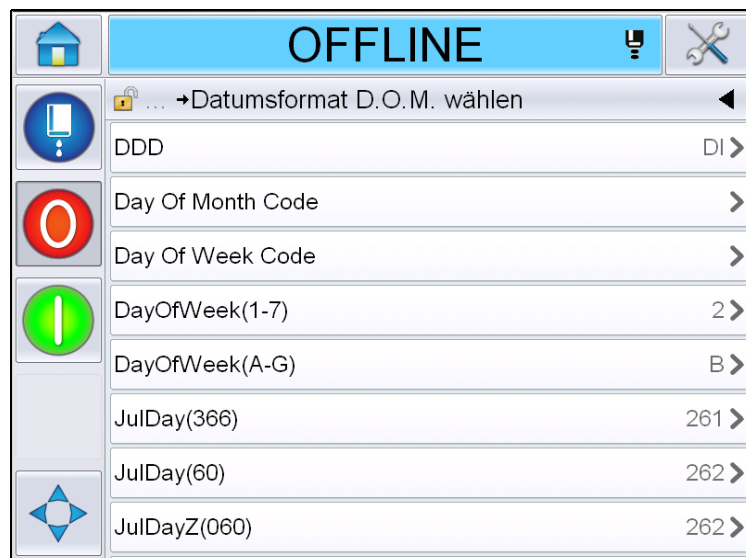 OFFLINE
... →Datumsformat D.O.M. wählen
DDD DI
Day Of Month Code
Day Of Week Code
DayOfWeek(1-7) 2
DayOfWeek(A-G) B
JulDay(366) 261
JulDay(60) 262
JulDayZ(060) 262